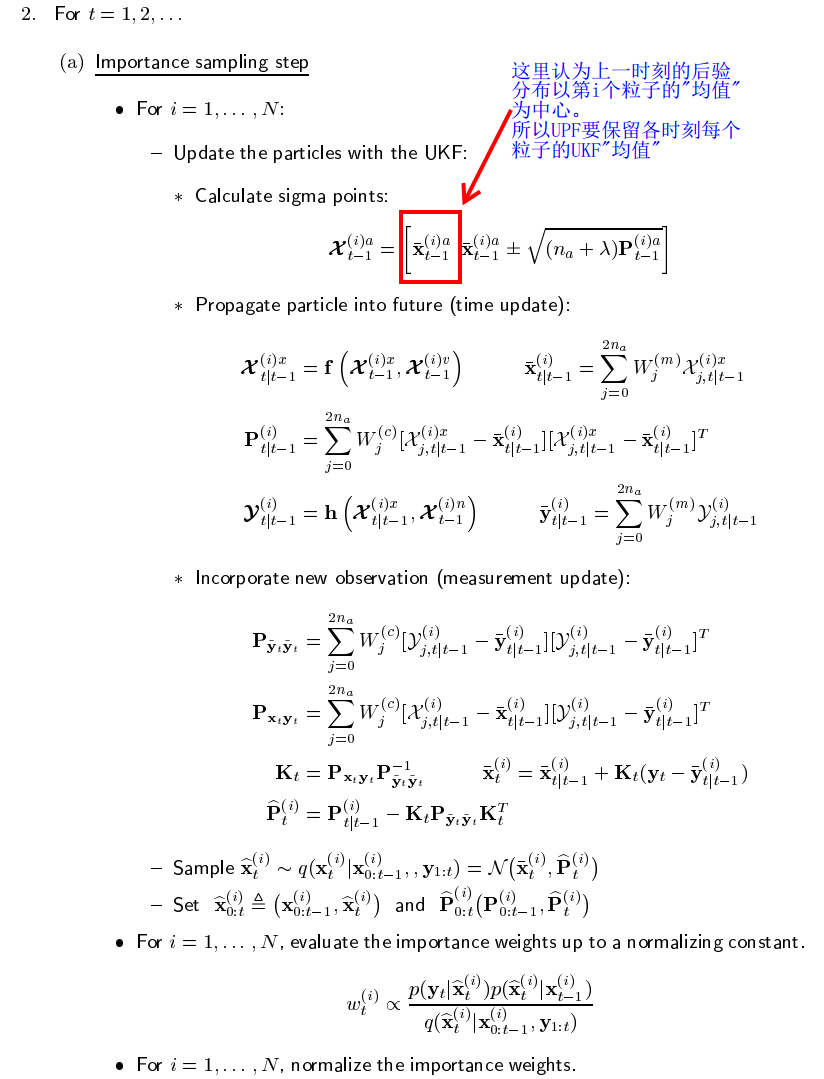 2. For t = 1, 2, . . .
(a) Importance sampling step
这里认为上一时刻的后验
分布以第i个粒子的"均值"
为中心。
所以UPF要保留各时刻每个
粒子的UKF"均值"
• For i = 1, . . . , N:
– Update the particles with the UKF:
∗ Calculate sigma points:
$\boldsymbol{\mathcal{X}}_{t-1}^{(i)a} = \left[ \bar{\mathbf{x}}_{t-1}^{(i)a} \; \bar{\mathbf{x}}_{t-1}^{(i)a} \pm \sqrt{(n_a + \lambda)\mathbf{P}_{t-1}^{(i)a}} \right]$
∗ Propagate particle into future (time update):
$\boldsymbol{\mathcal{X}}_{t|t-1}^{(i)x} = \mathbf{f}\left(\boldsymbol{\mathcal{X}}_{t-1}^{(i)x}, \boldsymbol{\mathcal{X}}_{t-1}^{(i)v}\right) \quad \bar{\mathbf{x}}_{t|t-1}^{(i)} = \sum_{j=0}^{2n_a} W_j^{(m)} \mathcal{X}_{j,t|t-1}^{(i)x}$
$\mathbf{P}_{t|t-1}^{(i)} = \sum_{j=0}^{2n_a} W_j^{(c)} [\mathcal{X}_{j,t|t-1}^{(i)x} - \bar{\mathbf{x}}_{t|t-1}^{(i)}][\mathcal{X}_{j,t|t-1}^{(i)x} - \bar{\mathbf{x}}_{t|t-1}^{(i)}]^T$
$\boldsymbol{\mathcal{Y}}_{t|t-1}^{(i)} = \mathbf{h}\left(\boldsymbol{\mathcal{X}}_{t|t-1}^{(i)x}, \boldsymbol{\mathcal{X}}_{t-1}^{(i)n}\right) \quad \bar{\mathbf{y}}_{t|t-1}^{(i)} = \sum_{j=0}^{2n_a} W_j^{(m)} \mathcal{Y}_{j,t|t-1}^{(i)}$
∗ Incorporate new observation (measurement update):
$\mathbf{P}_{\tilde{\mathbf{y}}_t \tilde{\mathbf{y}}_t} = \sum_{j=0}^{2n_a} W_j^{(c)} [\mathcal{Y}_{j,t|t-1}^{(i)} - \bar{\mathbf{y}}_{t|t-1}^{(i)}][\mathcal{Y}_{j,t|t-1}^{(i)} - \bar{\mathbf{y}}_{t|t-1}^{(i)}]^T$
$\mathbf{P}_{\mathbf{x}_t \mathbf{y}_t} = \sum_{j=0}^{2n_a} W_j^{(c)} [\mathcal{X}_{j,t|t-1}^{(i)} - \bar{\mathbf{x}}_{t|t-1}^{(i)}][\mathcal{Y}_{j,t|t-1}^{(i)} - \bar{\mathbf{y}}_{t|t-1}^{(i)}]^T$
$\mathbf{K}_t = \mathbf{P}_{\mathbf{x}_t \mathbf{y}_t} \mathbf{P}_{\tilde{\mathbf{y}}_t \tilde{\mathbf{y}}_t}^{-1} \quad \bar{\mathbf{x}}_t^{(i)} = \bar{\mathbf{x}}_{t|t-1}^{(i)} + \mathbf{K}_t(\mathbf{y}_t - \bar{\mathbf{y}}_{t|t-1}^{(i)})$
$\widehat{\mathbf{P}}_t^{(i)} = \mathbf{P}_{t|t-1}^{(i)} - \mathbf{K}_t \mathbf{P}_{\tilde{\mathbf{y}}_t \tilde{\mathbf{y}}_t} \mathbf{K}_t^T$
– Sample $\widehat{\mathbf{x}}_t^{(i)} \sim q(\mathbf{x}_t^{(i)}|\mathbf{x}_{0:t-1}^{(i)}, , \mathbf{y}_{1:t}) = \mathcal{N}(\bar{\mathbf{x}}_t^{(i)}, \widehat{\mathbf{P}}_t^{(i)})$
– Set $\widehat{\mathbf{x}}_{0:t}^{(i)} \triangleq (\mathbf{x}_{0:t-1}^{(i)}, \widehat{\mathbf{x}}_t^{(i)})$ and $\widehat{\mathbf{P}}_{0:t}^{(i)} (\mathbf{P}_{0:t-1}^{(i)}, \widehat{\mathbf{P}}_t^{(i)})$
• For i = 1, . . . , N, evaluate the importance weights up to a normalizing constant.
$w_t^{(i)} \propto \frac{p(\mathbf{y}_t|\widehat{\mathbf{x}}_t^{(i)}) p(\widehat{\mathbf{x}}_t^{(i)}|\mathbf{x}_{t-1}^{(i)})}{q(\widehat{\mathbf{x}}_t^{(i)}|\mathbf{x}_{0:t-1}^{(i)}, \mathbf{y}_{1:t})}$
• For i = 1, . . . , N, normalize the importance weights.